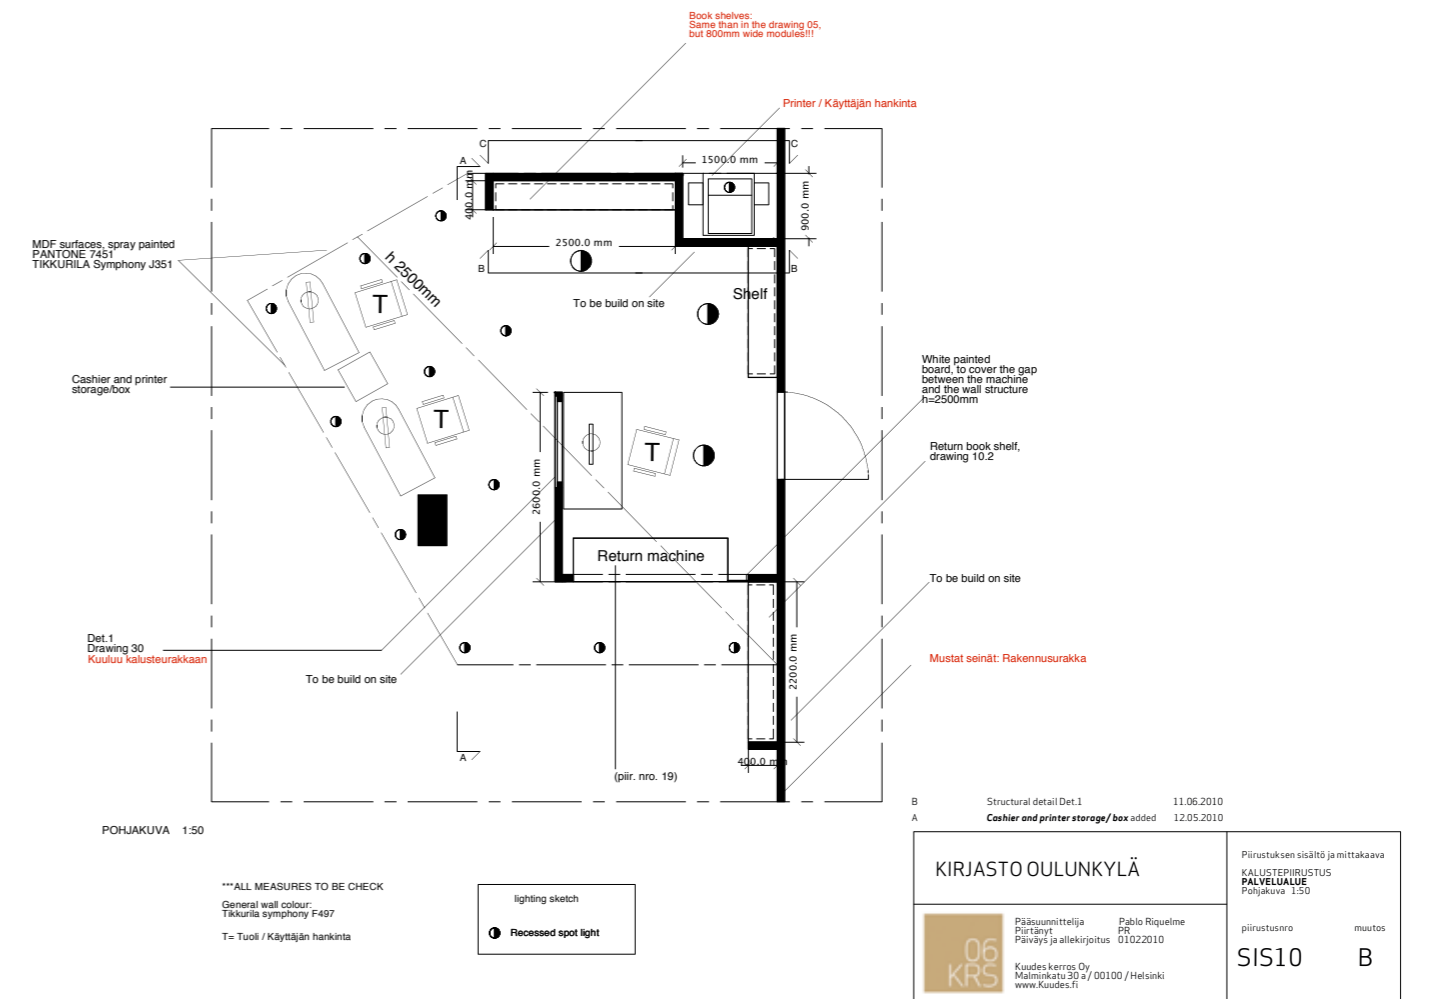 Book shelves:
Same than in the drawing 05,
but 800mm wide modules!!!
Printer / Käyttäjän hankinta
C
C
A
1500.0 mm
400.0 mm
900.0 mm
MDF surfaces, spray painted
PANTONE 7451
TIKKURILA Symphony J351
2500.0 mm
h 2500mm
B
B
To be build on site
Shelf
T
White painted
board, to cover the gap
between the machine
and the wall structure
h=2500mm
Cashier and printer
storage/box
T
T
Return book shelf,
drawing 10.2
2600.0 mm
Return machine
To be build on site
Det.1
Drawing 30
Kuuluu kalusteurakkaan
Mustat seinät: Rakennusurakka
2200.0 mm
To be build on site
A
400.0 mm
(piir. nro. 19)
POHJAKUVA 1:50
B Structural detail Det.1 11.06.2010
A Cashier and printer storage/ box added 12.05.2010
***ALL MEASURES TO BE CHECK
General wall colour:
Tikkurila symphony F497
T= Tuoli / Käyttäjän hankinta
lighting sketch
Recessed spot light
KIRJASTO OULUNKYLÄ
Piirustuksen sisältö ja mittakaava
KALUSTEPIIRUSTUS
PALVELUALUE
Pohjakuva 1:50
06
KRS
Pääsuunnittelija Pablo Riquelme
Piirtänyt PR
Päiväys ja allekirjoitus 01022010
Kuudes kerros Oy
Malminkatu 30 a / 00100 / Helsinki
www.Kuudes.fi
piirustusnro muutos
SIS10 B